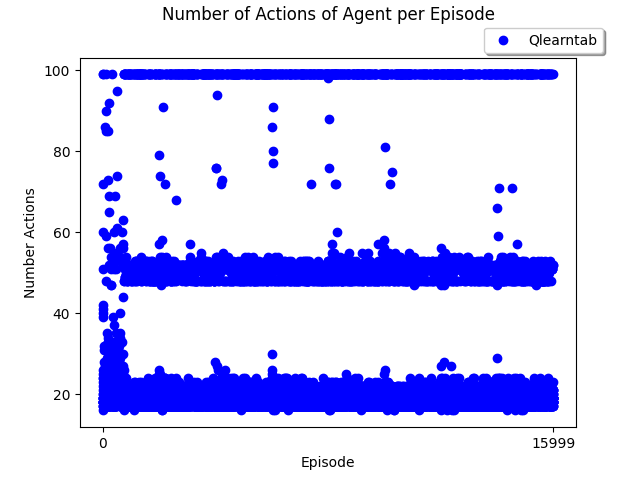 Number of Actions of Agent per Episode
Qlearntab
100
80
60
40
20
Number Actions
0
15999
Episode